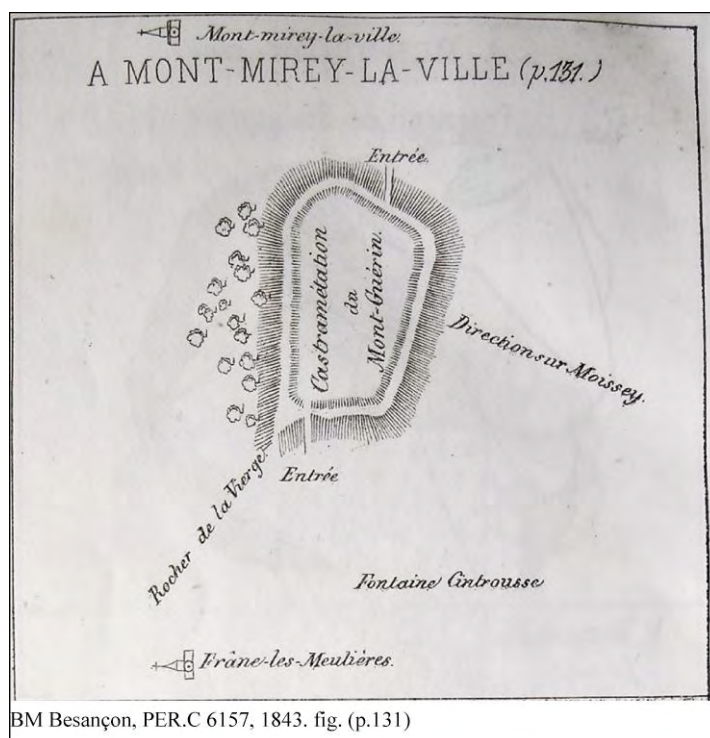 Mont-mirey-la-ville.
A MONT-MIREY-LA-VILLE (p.131.)
Entrée.
Castramétation
du
Mont-Guérin.
Direction sur Moissey.
Entrée
Rocher de la Vierge.
Fontaine Cintrousse
Frâne-les-Meulières.
BM Besançon, PER.C 6157, 1843. fig. (p.131)